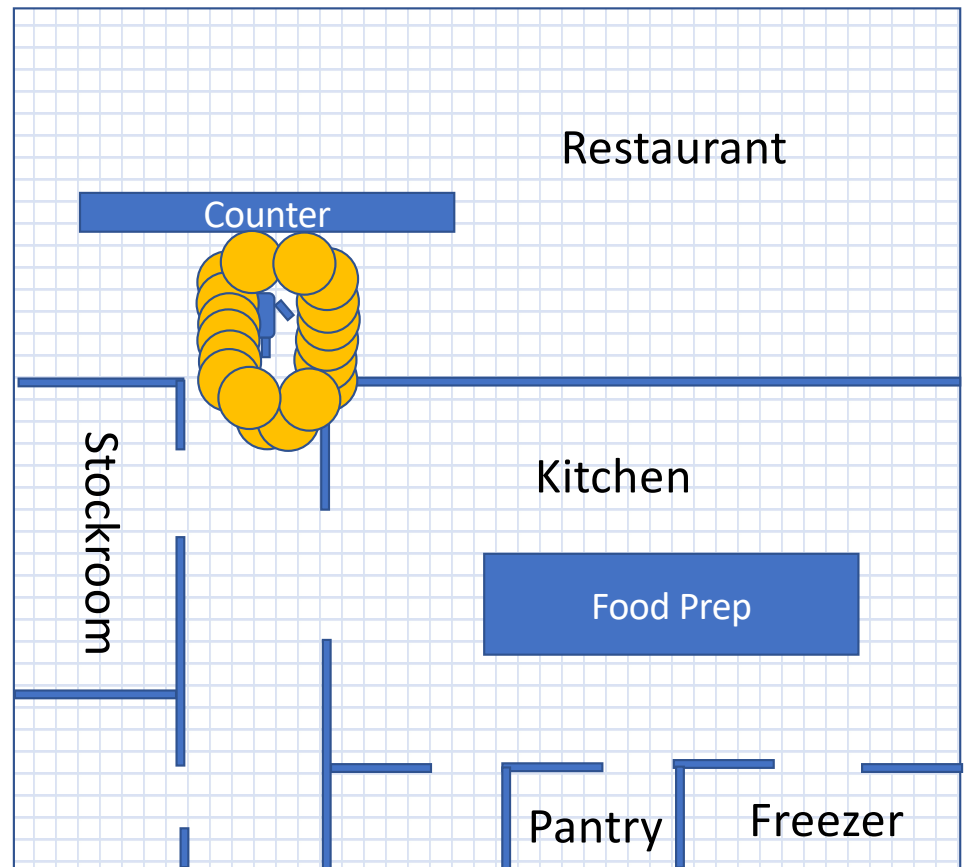 Restaurant
Counter
Stockroom
Kitchen
Food Prep
Pantry
Freezer